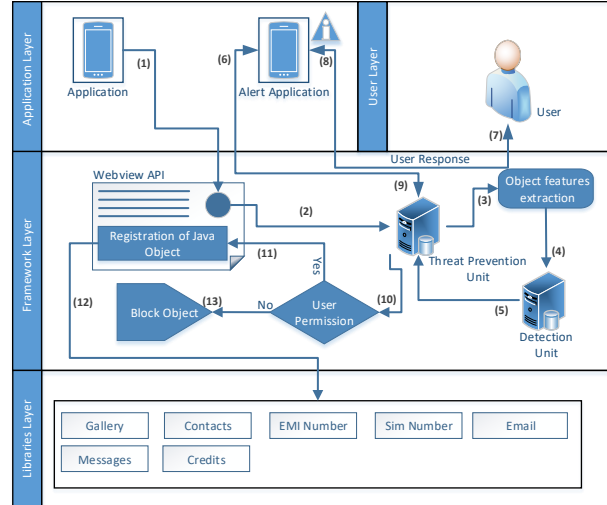 Application Layer
(1)
Application
(6)
(8)
Alert Application
User Layer
User
(7)
User Response
Framework Layer
Webview API
(2)
(9)
(3)
Object features
extraction
Registration of Java
Object
(11)
Threat Prevention
Unit
(4)
(12)
Yes
Block Object
(13)
No
User
Permission
(10)
(5)
Detection
Unit
Libraries Layer
Gallery
Contacts
EMI Number
Sim Number
Email
Messages
Credits